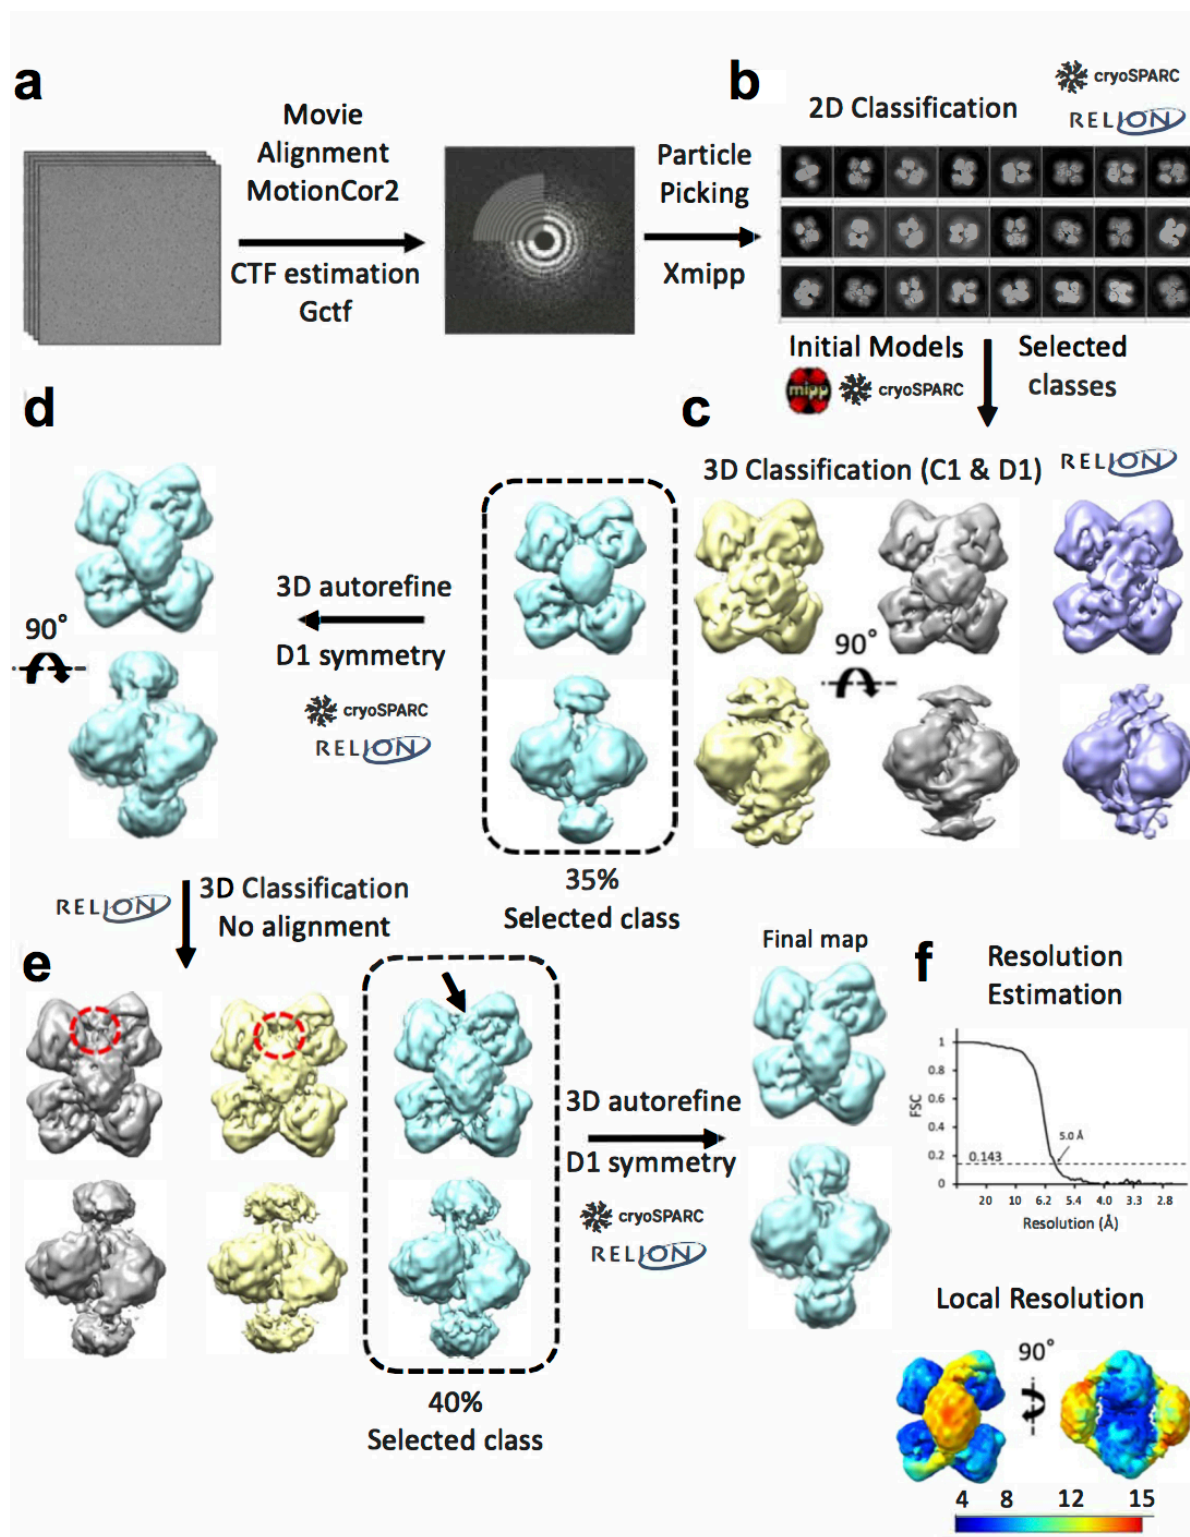 a
Movie
Alignment
MotionCor2
CTF estimation
Gctf
Particle
Picking
Xmipp
b
2D Classification
cryoSPARC
RELION
Initial Models
mipp
cryoSPARC
Selected
classes
c
3D Classification (C1 & D1)
RELION
90°
35%
Selected class
d
3D autorefine
D1 symmetry
cryoSPARC
RELION
90°
RELION
3D Classification
No alignment
e
40%
Selected class
3D autorefine
D1 symmetry
cryoSPARC
RELION
Final map
f
Resolution
Estimation
1
0.8
0.6
0.4
0.2
0
FSC
0.143
5.0 Å
20 10 6.2 5.4 4.0 3.3 2.8
Resolution (Å)
Local Resolution
90°
4 8 12 15